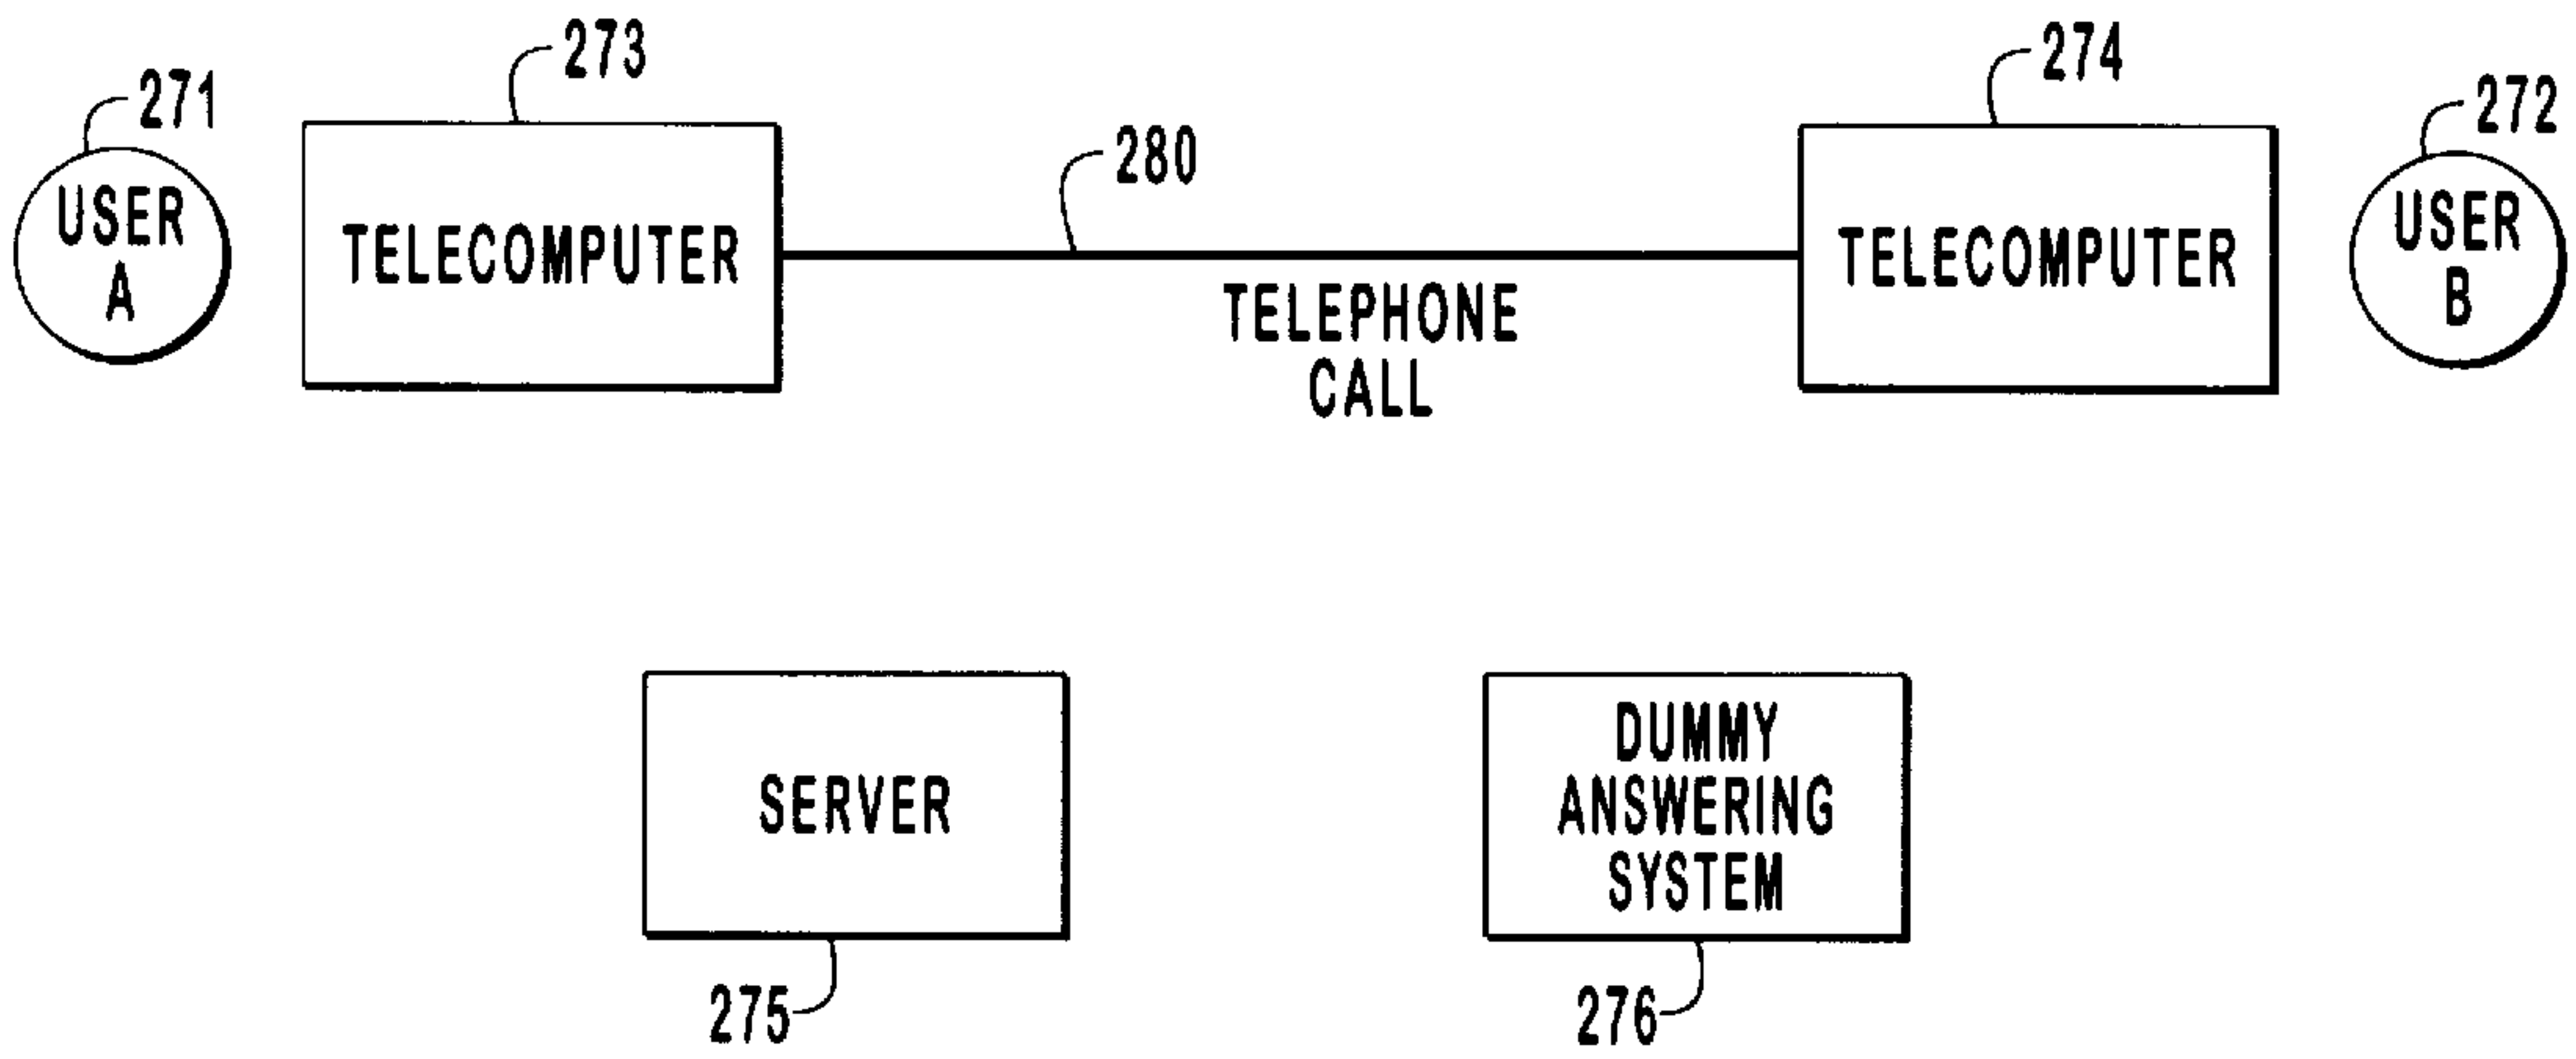 273
274
271
272
280
USER
A
TELECOMPUTER
TELEPHONE
CALL
TELECOMPUTER
USER
B
SERVER
DUMMY
ANSWERING
SYSTEM
275
276